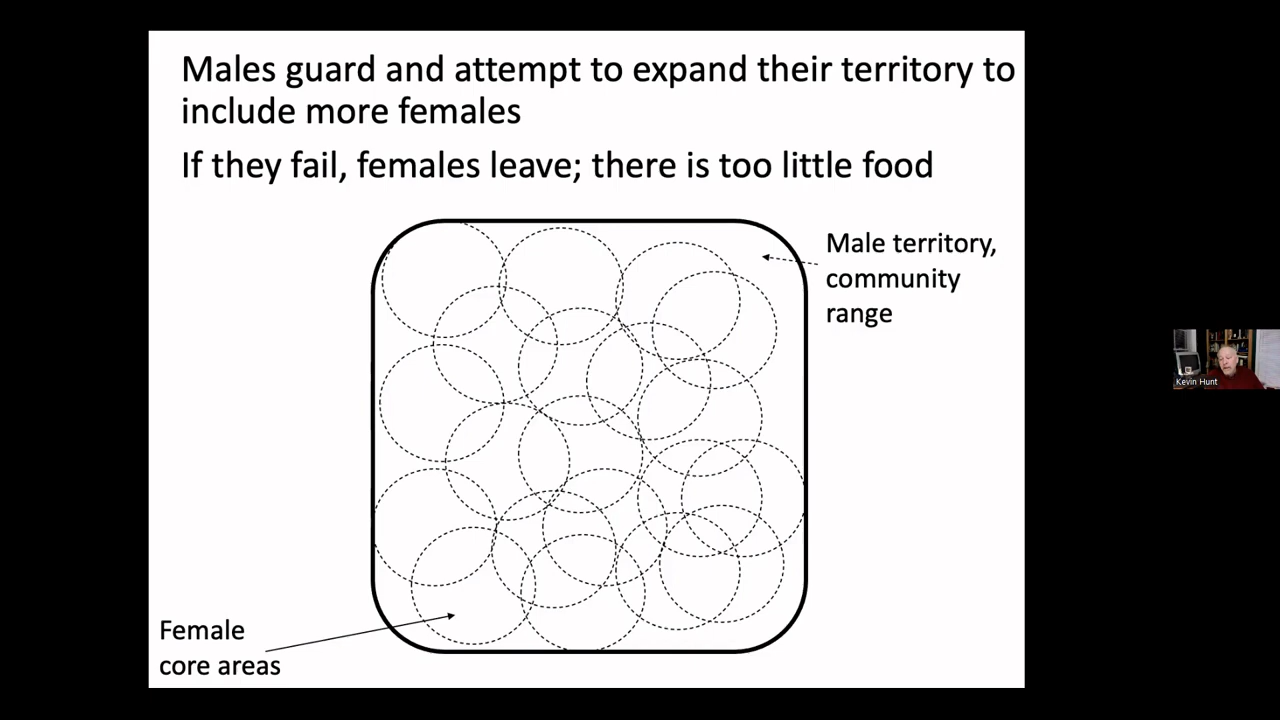 Males guard and attempt to expand their territory to
include more females
If they fail, females leave; there is too little food
Male territory,
community
range
Kevin Hunt
Female
core areas